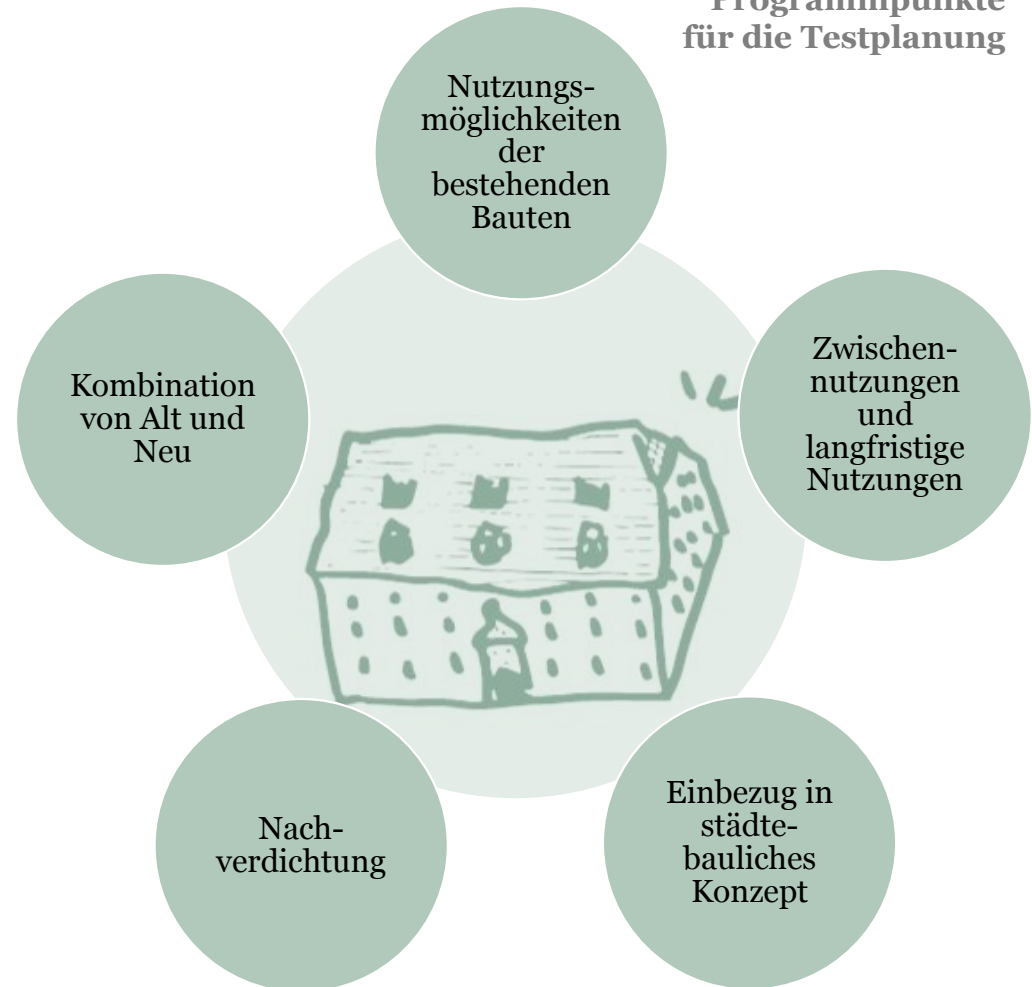 Programmpunkte
für die Testplanung
Nutzungs-
möglichkeiten
der
bestehenden
Bauten
Zwischen-
nutzungen
und
langfristige
Nutzungen
Kombination
von Alt und
Neu
Nach-
verdichtung
Einbezug in
städte-
bauliches
Konzept